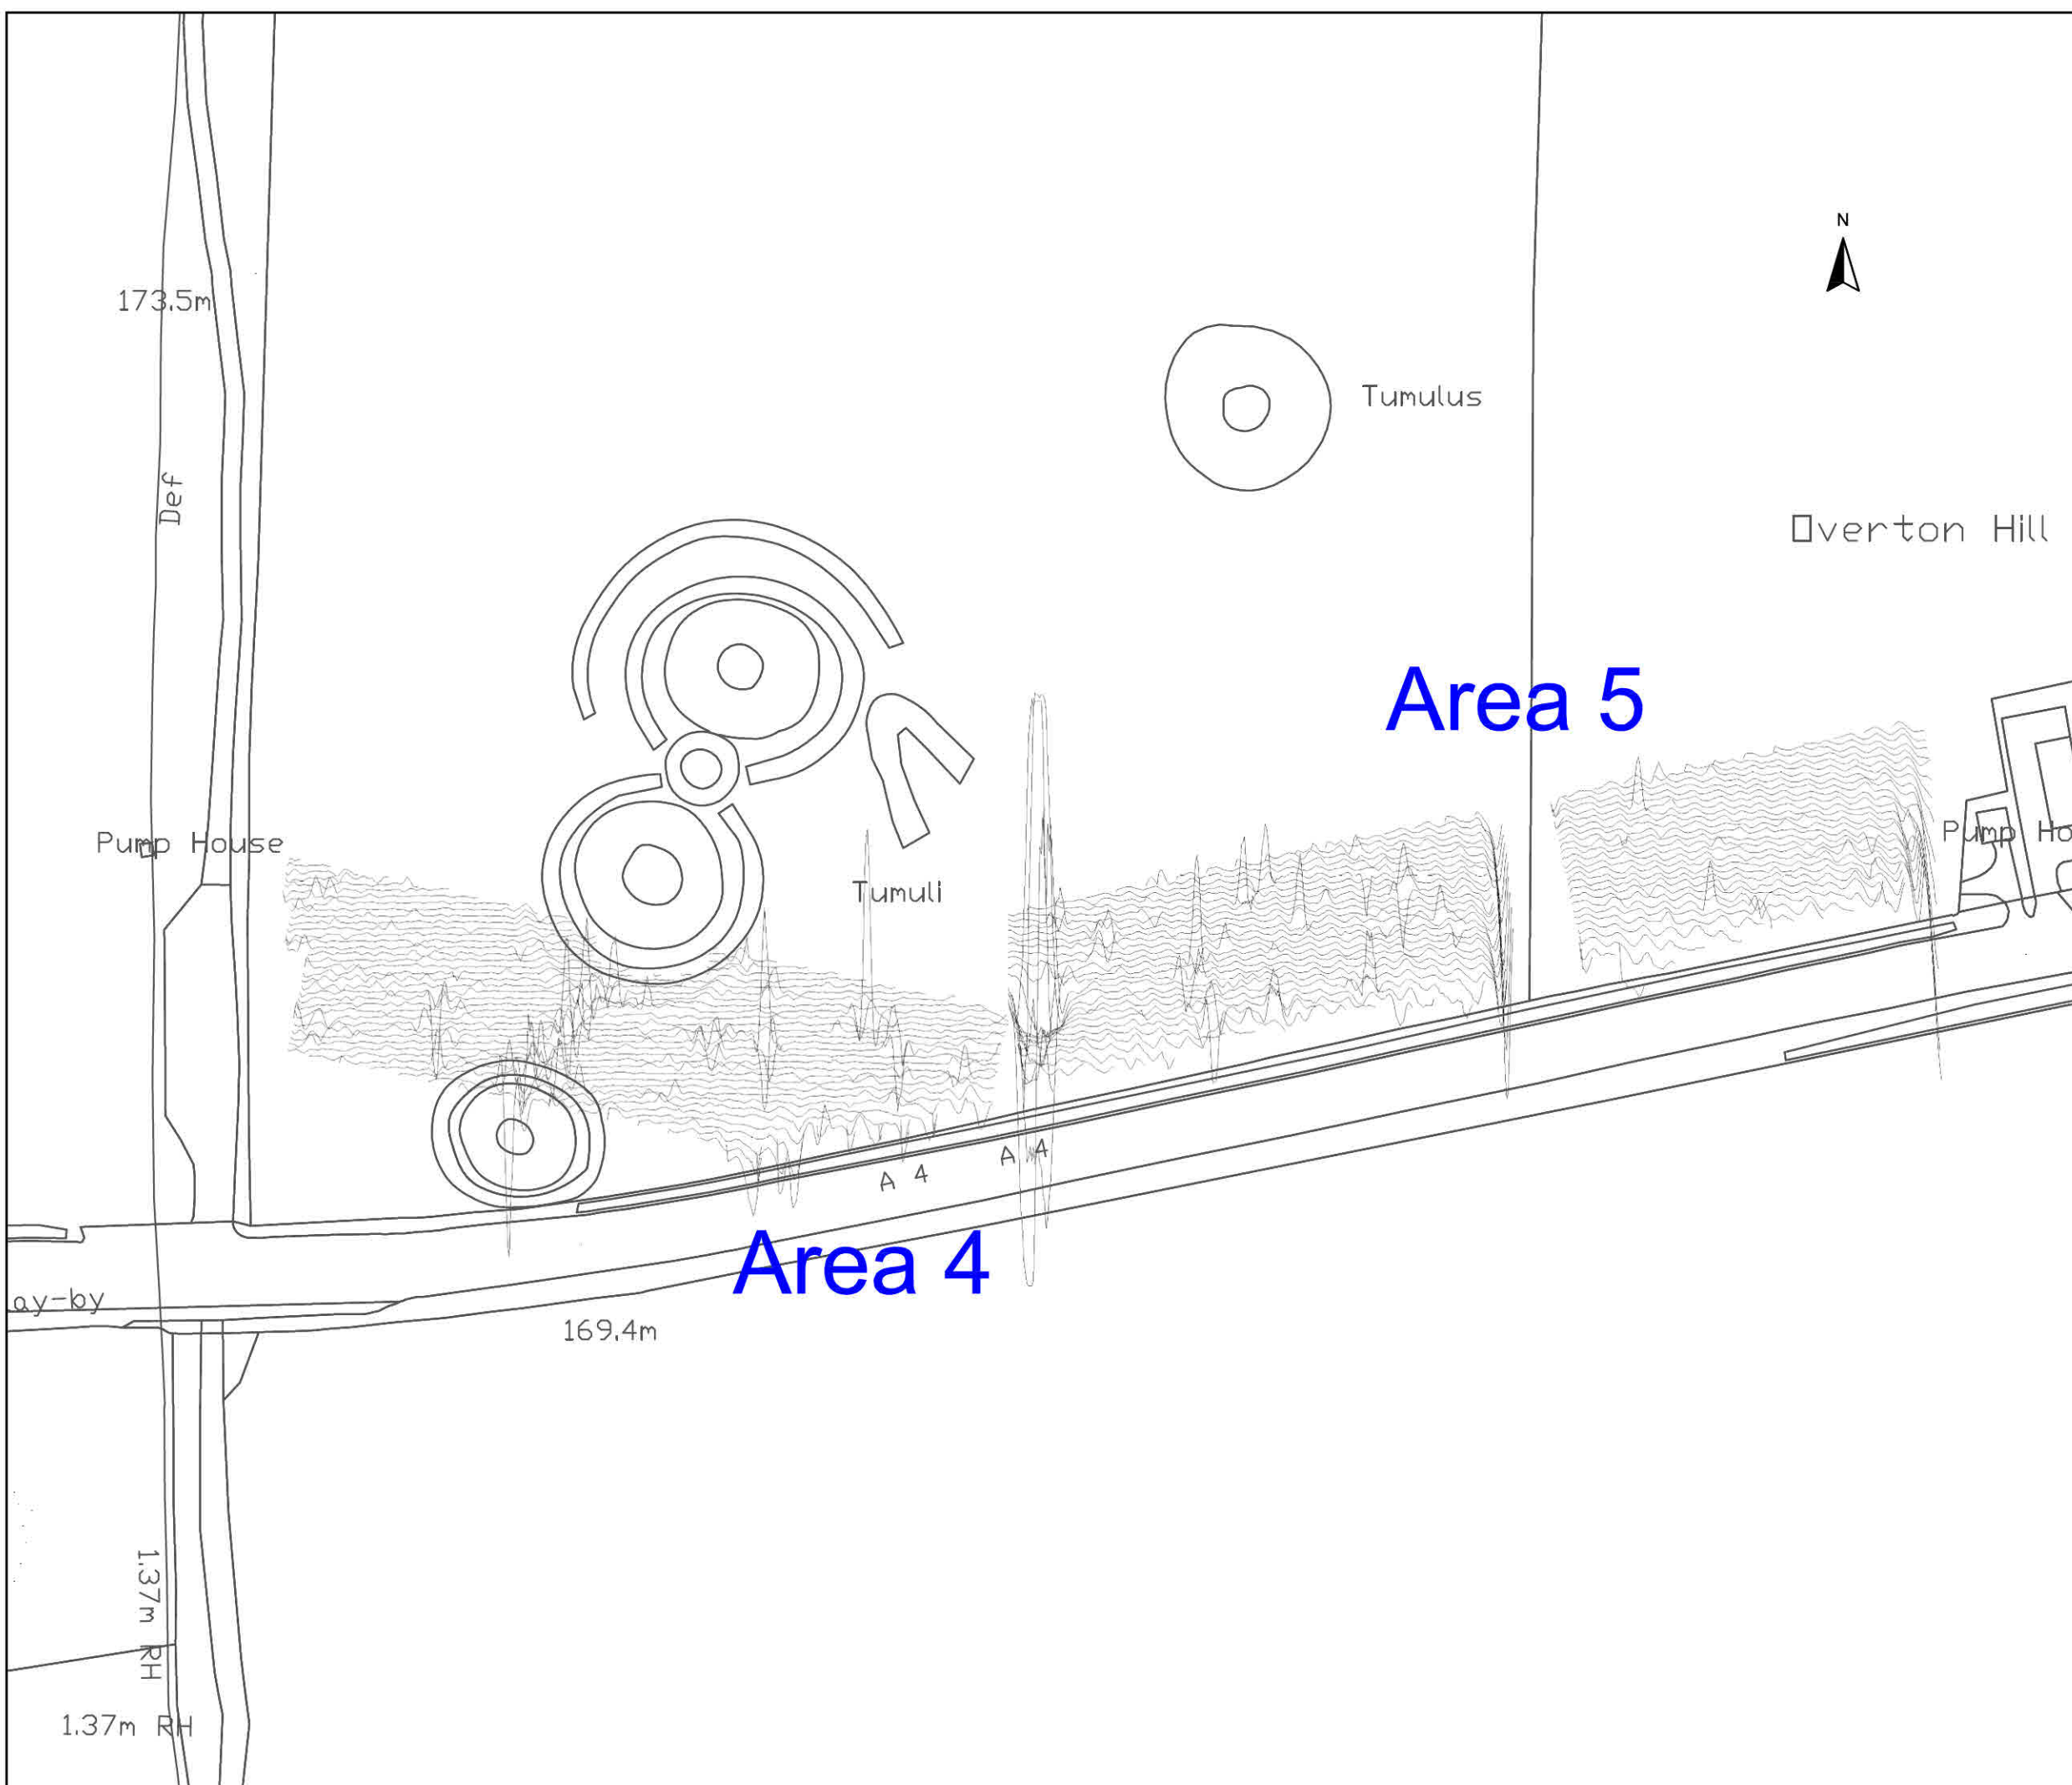 N
173.5m
Tumulus
Def
Overton Hill
Area 5
Pump House
Pump Ho
Tumuli
A 4
A 4
Area 4
ay-by
169.4m
1.37m RH
1.37m RH